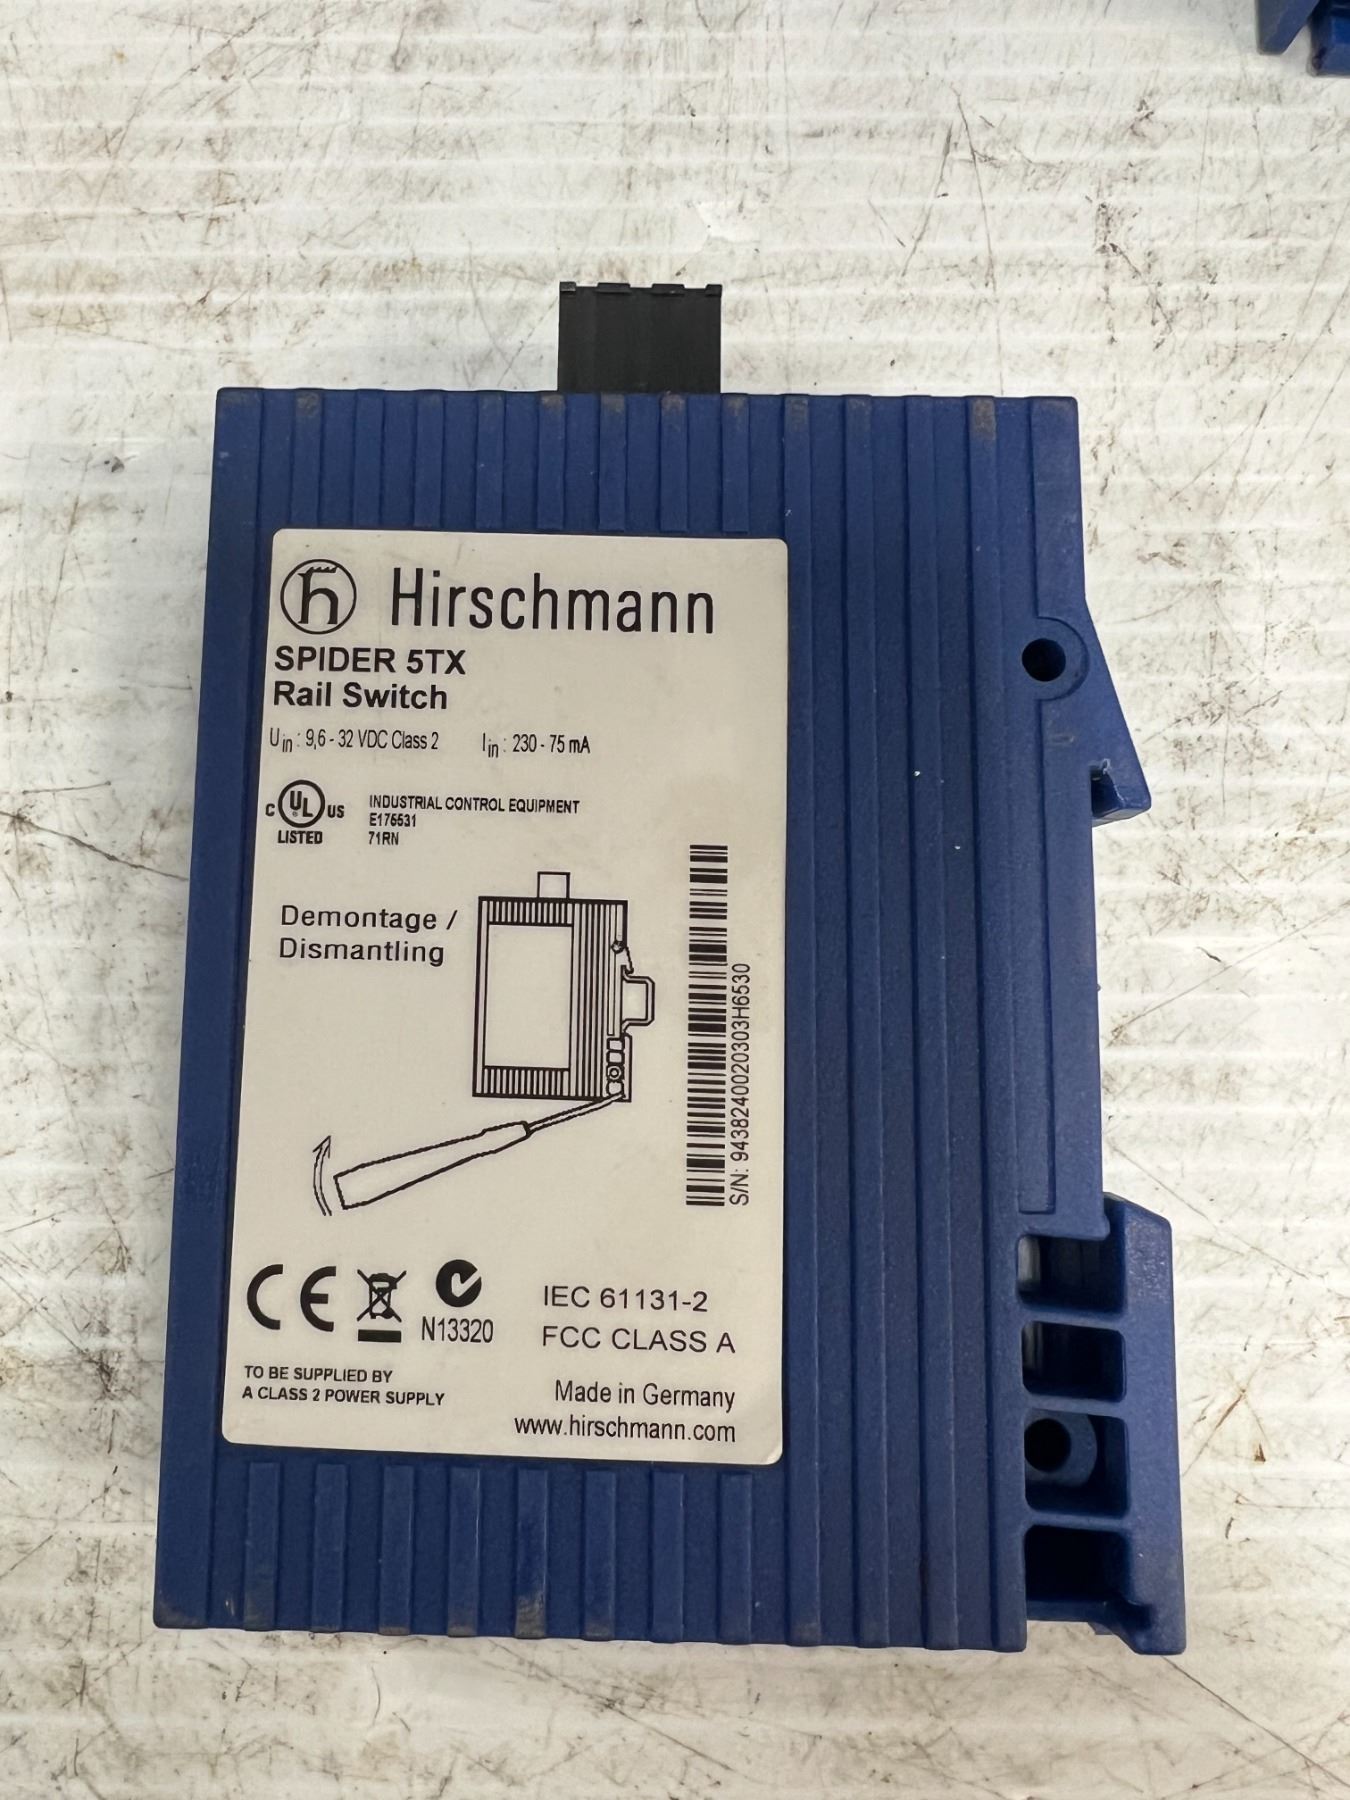 Hirschmann
SPIDER 5TX
Rail Switch
Uin : 9,6 - 32 VDC Class 2 Iin : 230 - 75 mA
C UL US
LISTED
INDUSTRIAL CONTROL EQUIPMENT
E175531
71RN
Demontage /
Dismantling
S/N: 9438240020303H6530
CE
N13320
IEC 61131-2
FCC CLASS A
TO BE SUPPLIED BY
A CLASS 2 POWER SUPPLY
Made in Germany
www.hirschmann.com